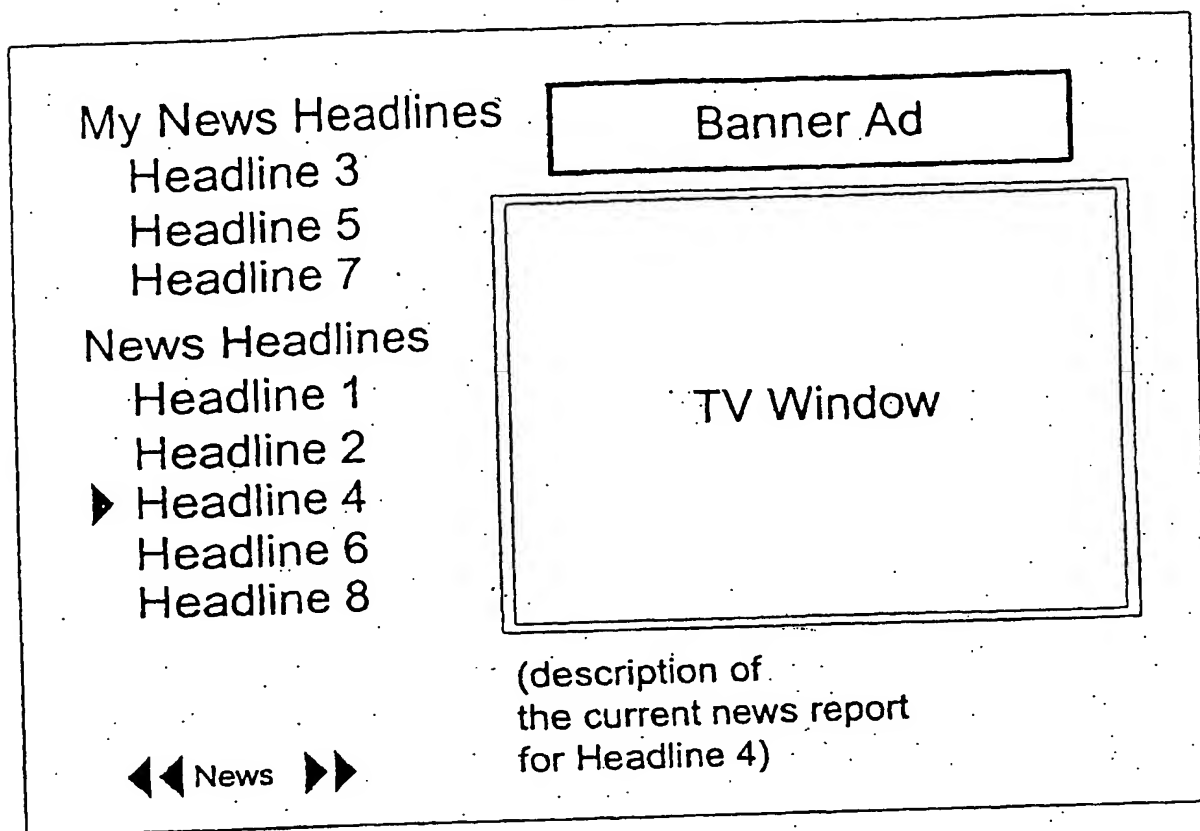 My News Headlines
Headline 3
Headline 5
Headline 7
News Headlines
Headline 1
Headline 2
Headline 4
Headline 6
Headline 8
News
Banner Ad
TV Window
(description of
the current news report
for Headline 4)